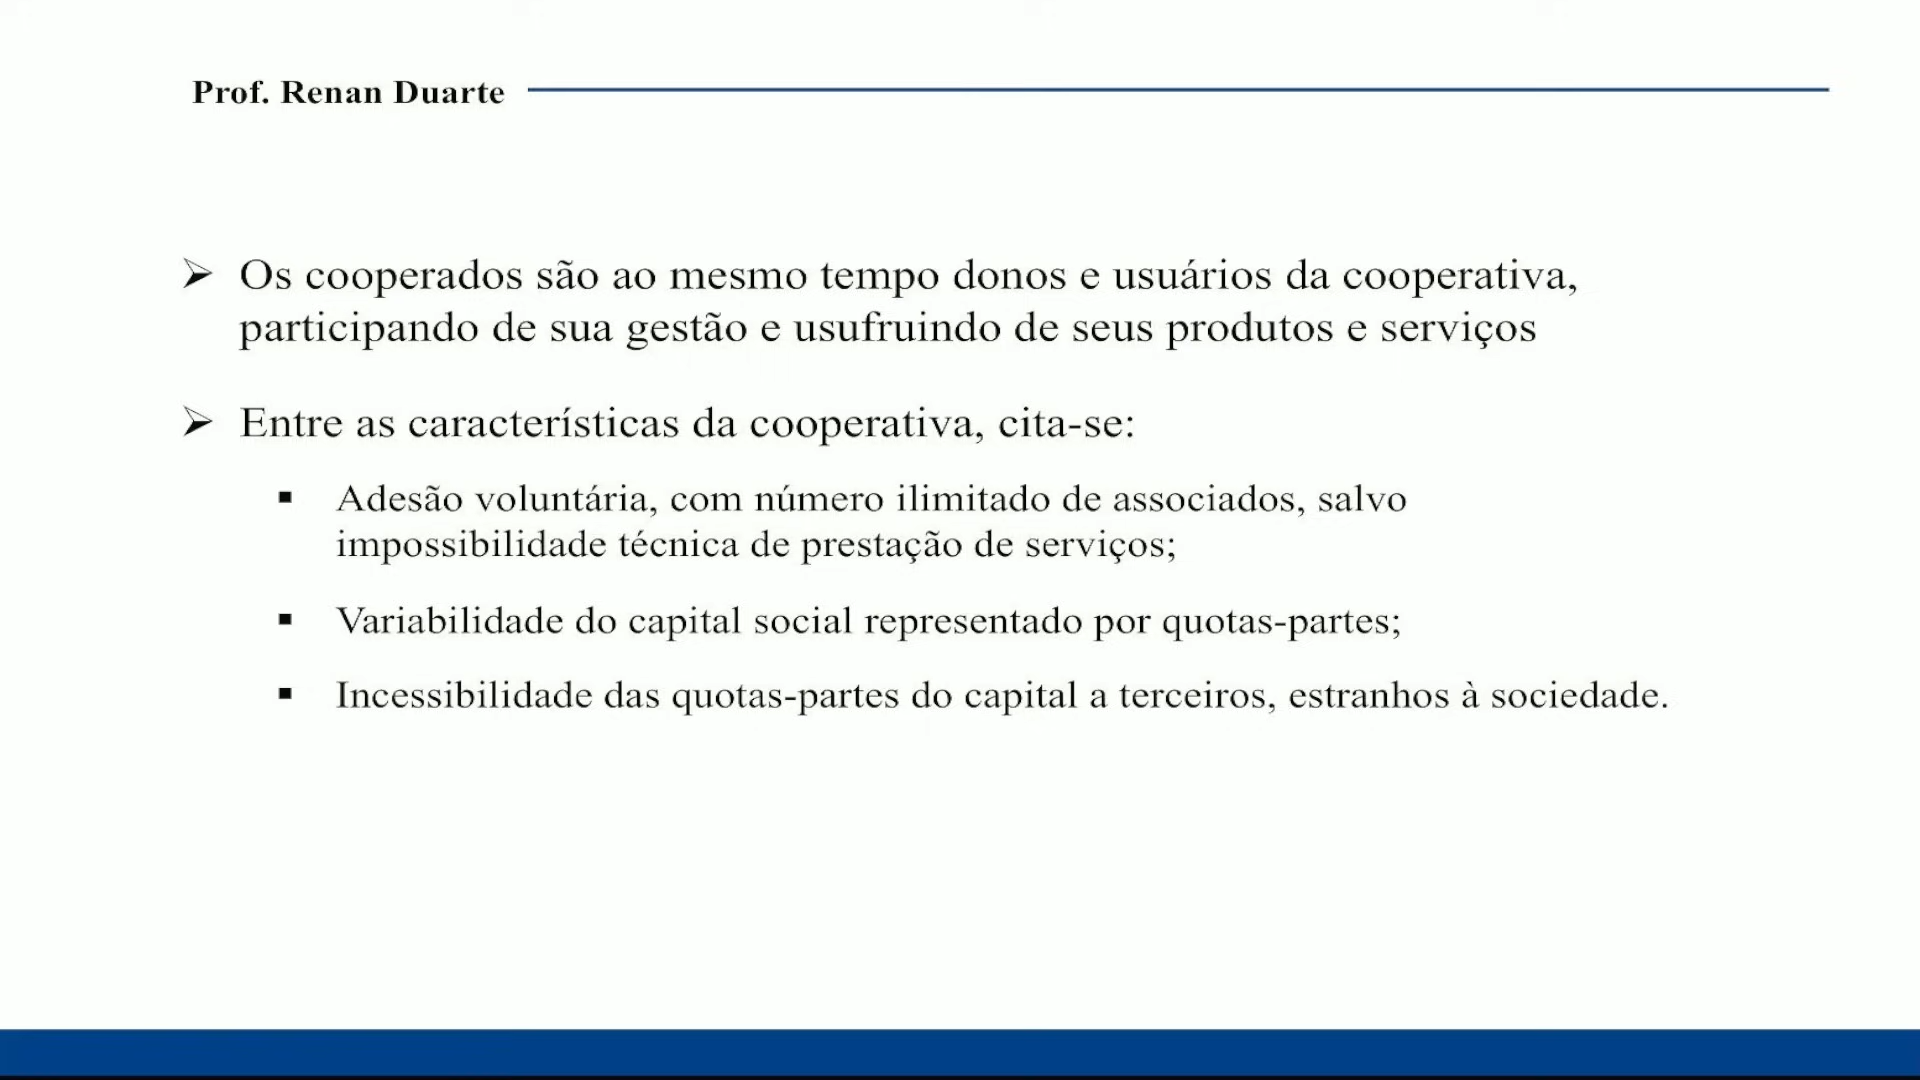 Prof. Renan Duarte
➢ Os cooperados são ao mesmo tempo donos e usuários da cooperativa,
participando de sua gestão e usufruindo de seus produtos e serviços
➢ Entre as características da cooperativa, cita-se:
▪ Adesão voluntária, com número ilimitado de associados, salvo
impossibilidade técnica de prestação de serviços;
▪ Variabilidade do capital social representado por quotas-partes;
▪ Incessibilidade das quotas-partes do capital a terceiros, estranhos à sociedade.